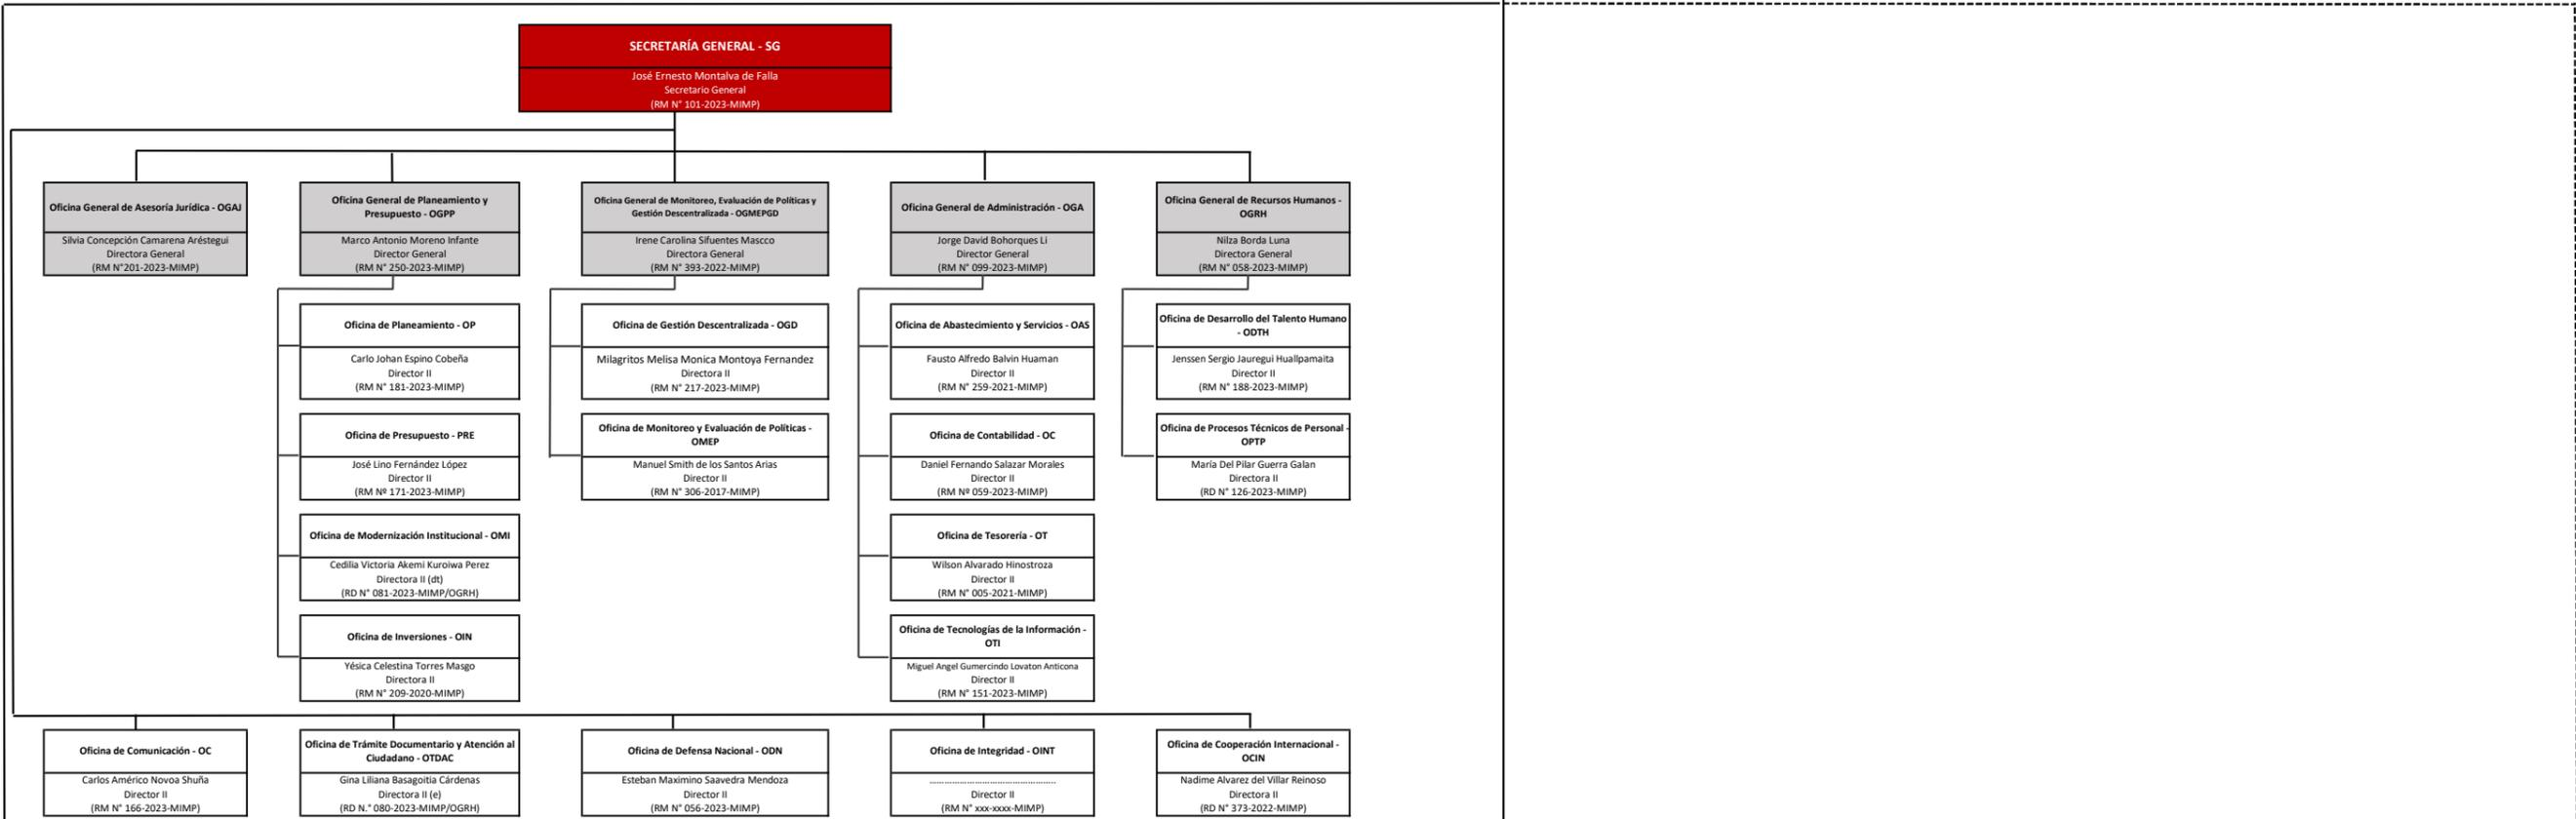 SECRETARÍA GENERAL - SG
José Ernesto Montalva de Falla
Secretario General
(RM N° 101-2023-MIMP)
Oficina General de Asesoría Jurídica - OGAJ
Silvia Concepción Camarena Aréstegui
Directora General
(RM N°201-2023-MIMP)
Oficina General de Planeamiento y
Presupuesto - OGPP
Marco Antonio Moreno Infante
Director General
(RM N° 250-2023-MIMP)
Oficina General de Monitoreo, Evaluación de Políticas y
Gestión Descentralizada - OGMEPGD
Irene Carolina Sifuentes Mascco
Directora General
(RM N° 393-2022-MIMP)
Oficina General de Administración - OGA
Jorge David Bohorques Li
Director General
(RM N° 099-2023-MIMP)
Oficina General de Recursos Humanos -
OGRH
Nilza Borda Luna
Directora General
(RM N° 058-2023-MIMP)
Oficina de Planeamiento - OP
Carlo Johan Espino Cobeña
Director II
(RM N° 181-2023-MIMP)
Oficina de Presupuesto - PRE
José Lino Fernández López
Director II
(RM Nº 171-2023-MIMP)
Oficina de Modernización Institucional - OMI
Cedilia Victoria Akemi Kuroiwa Perez
Directora II (dt)
(RD N° 081-2023-MIMP/OGRH)
Oficina de Inversiones - OIN
Yésica Celestina Torres Masgo
Directora II
(RM N° 209-2020-MIMP)
Oficina de Gestión Descentralizada - OGD
Milagritos Melisa Monica Montoya Fernandez
Directora II
(RM N° 217-2023-MIMP)
Oficina de Monitoreo y Evaluación de Políticas -
OMEP
Manuel Smith de los Santos Arias
Director II
(RM N° 306-2017-MIMP)
Oficina de Abastecimiento y Servicios - OAS
Fausto Alfredo Balvin Huaman
Director II
(RM N° 259-2021-MIMP)
Oficina de Contabilidad - OC
Daniel Fernando Salazar Morales
Director II
(RM Nº 059-2023-MIMP)
Oficina de Tesorería - OT
Wilson Alvarado Hinostroza
Director II
(RM N° 005-2021-MIMP)
Oficina de Tecnologías de la Información -
OTI
Miguel Angel Gumercindo Lovaton Anticona
Director II
(RM N° 151-2023-MIMP)
Oficina de Desarrollo del Talento Humano
- ODTH
Jenssen Sergio Jauregui Huallpamaita
Director II
(RM N° 188-2023-MIMP)
Oficina de Procesos Técnicos de Personal -
OPTP
María Del Pilar Guerra Galan
Directora II
(RD N° 126-2023-MIMP)
Oficina de Comunicación - OC
Carlos Américo Novoa Shuña
Director II
(RM N° 166-2023-MIMP)
Oficina de Trámite Documentario y Atención al
Ciudadano - OTDAC
Gina Liliana Basagoitia Cárdenas
Directora II (e)
(RD N.° 080-2023-MIMP/OGRH)
Oficina de Defensa Nacional - ODN
Esteban Maximino Saavedra Mendoza
Director II
(RM N° 056-2023-MIMP)
Oficina de Integridad - OINT
..................................................
Director II
(RM N° xxx-xxxx-MIMP)
Oficina de Cooperación Internacional -
OCIN
Nadime Alvarez del Villar Reinoso
Directora II
(RD N° 373-2022-MIMP)